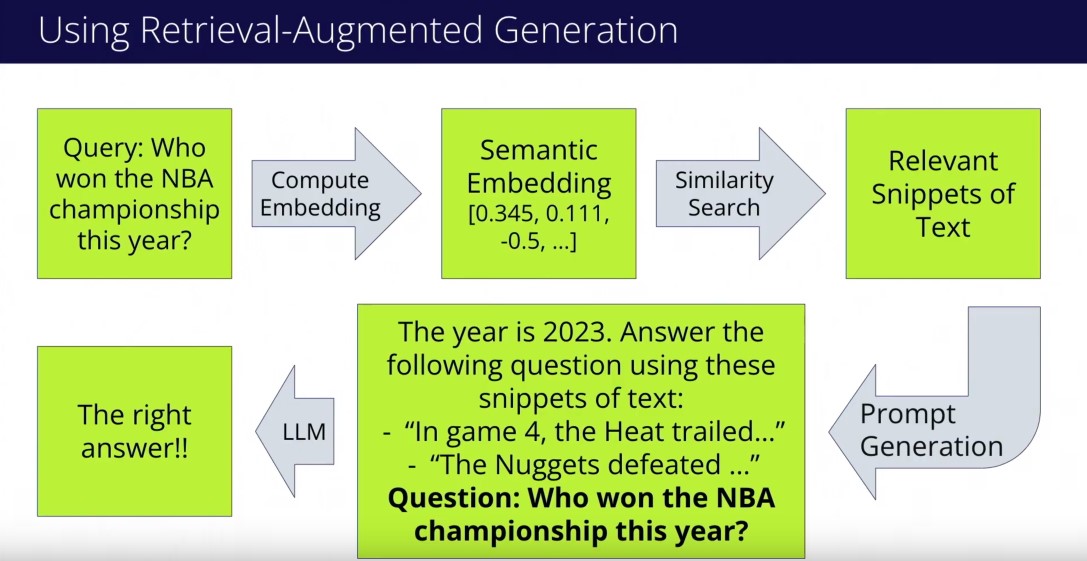 Using Retrieval-Augmented Generation
Query: Who
won the NBA
championship
this year?
Compute
Embedding
Semantic
Embedding
[0.345, 0.111,
-0.5, ...]
Similarity
Search
Relevant
Snippets of
Text
Prompt
Generation
The year is 2023. Answer the
following question using these
snippets of text:
- “In game 4, the Heat trailed...”
- “The Nuggets defeated ...”
Question: Who won the NBA
championship this year?
LLM
The right
answer!!